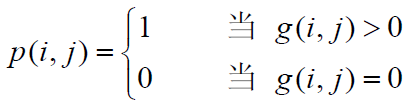 p(i, j) = { 1 当 g(i, j) > 0
0 当 g(i, j) = 0